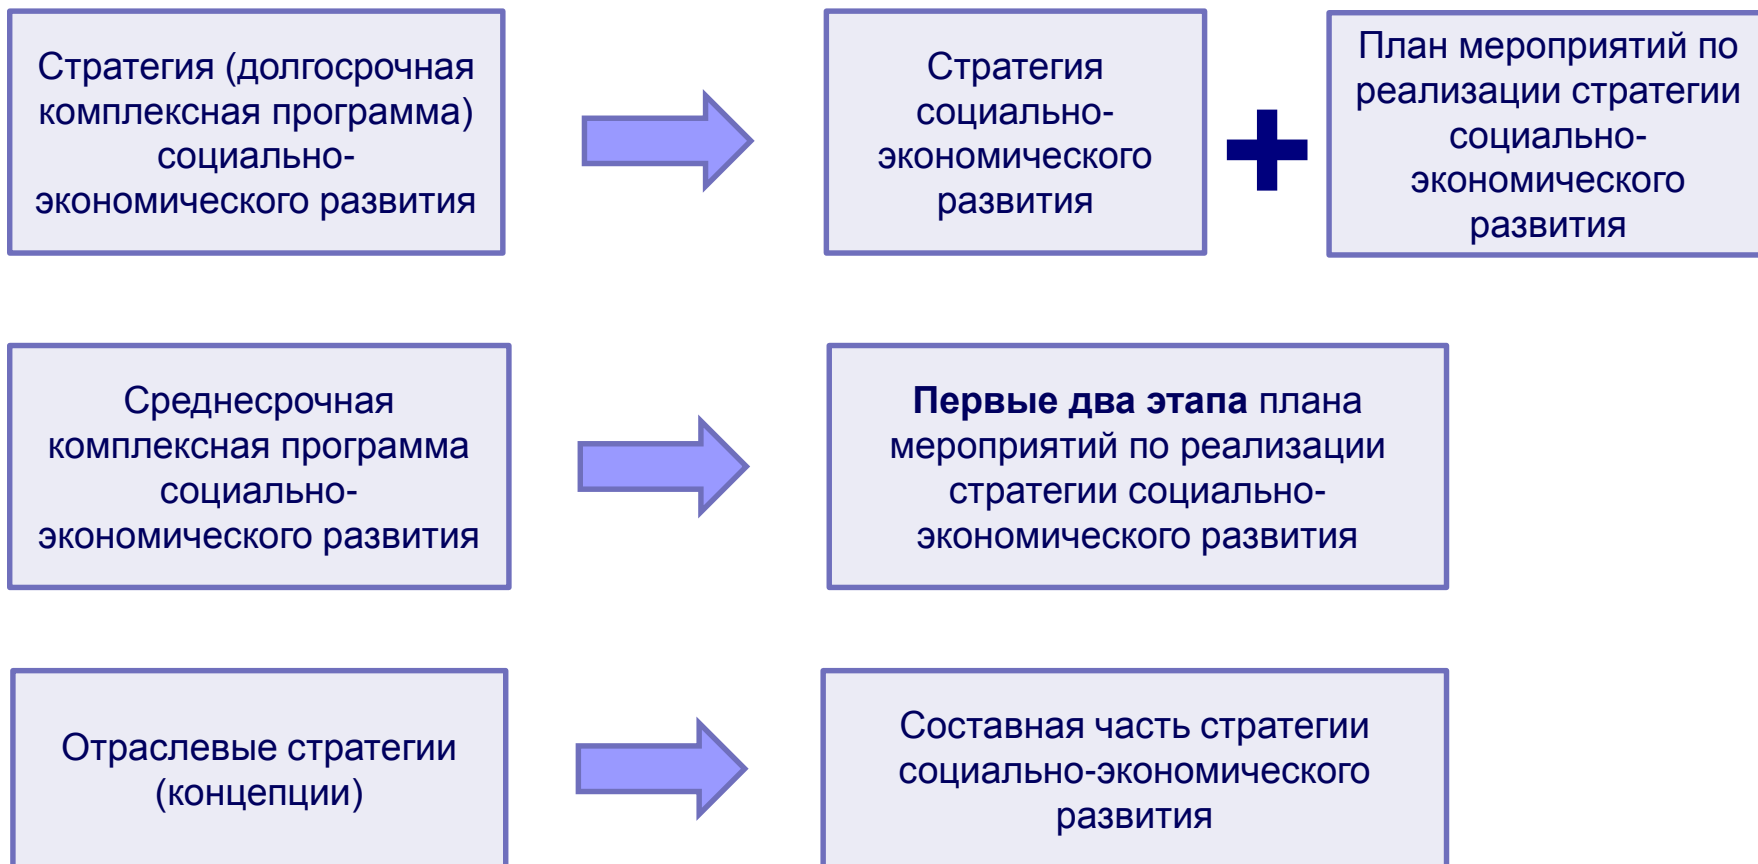 Стратегия (долгосрочная
комплексная программа)
социально-
экономического развития
Стратегия
социально-
экономического
развития
План мероприятий по
реализации стратегии
социально-
экономического
развития
Среднесрочная
комплексная программа
социально-
экономического развития
Первые два этапа плана
мероприятий по реализации
стратегии социально-
экономического развития
Отраслевые стратегии
(концепции)
Составная часть стратегии
социально-экономического
развития